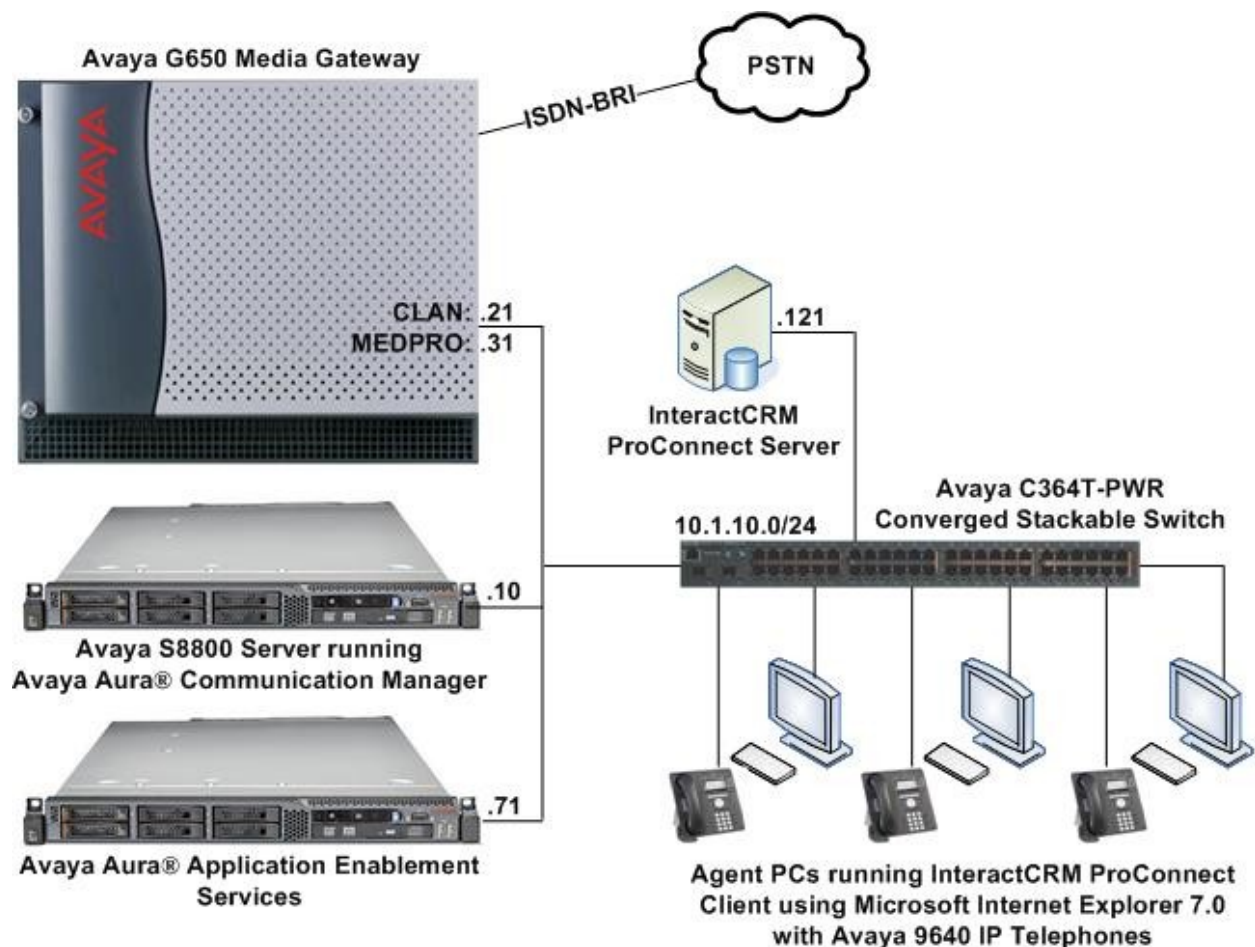 Avaya G650 Media Gateway
PSTN
ISDN-BRI
AVAYA
CLAN: .21
MEDPRO: .31
.121
InteractCRM
ProConnect Server
Avaya C364T-PWR
Converged Stackable Switch
10.1.10.0/24
.10
Avaya S8800 Server running
Avaya Aura® Communication Manager
.71
Avaya Aura® Application Enablement
Services
Agent PCs running InteractCRM ProConnect
Client using Microsoft Internet Explorer 7.0
with Avaya 9640 IP Telephones